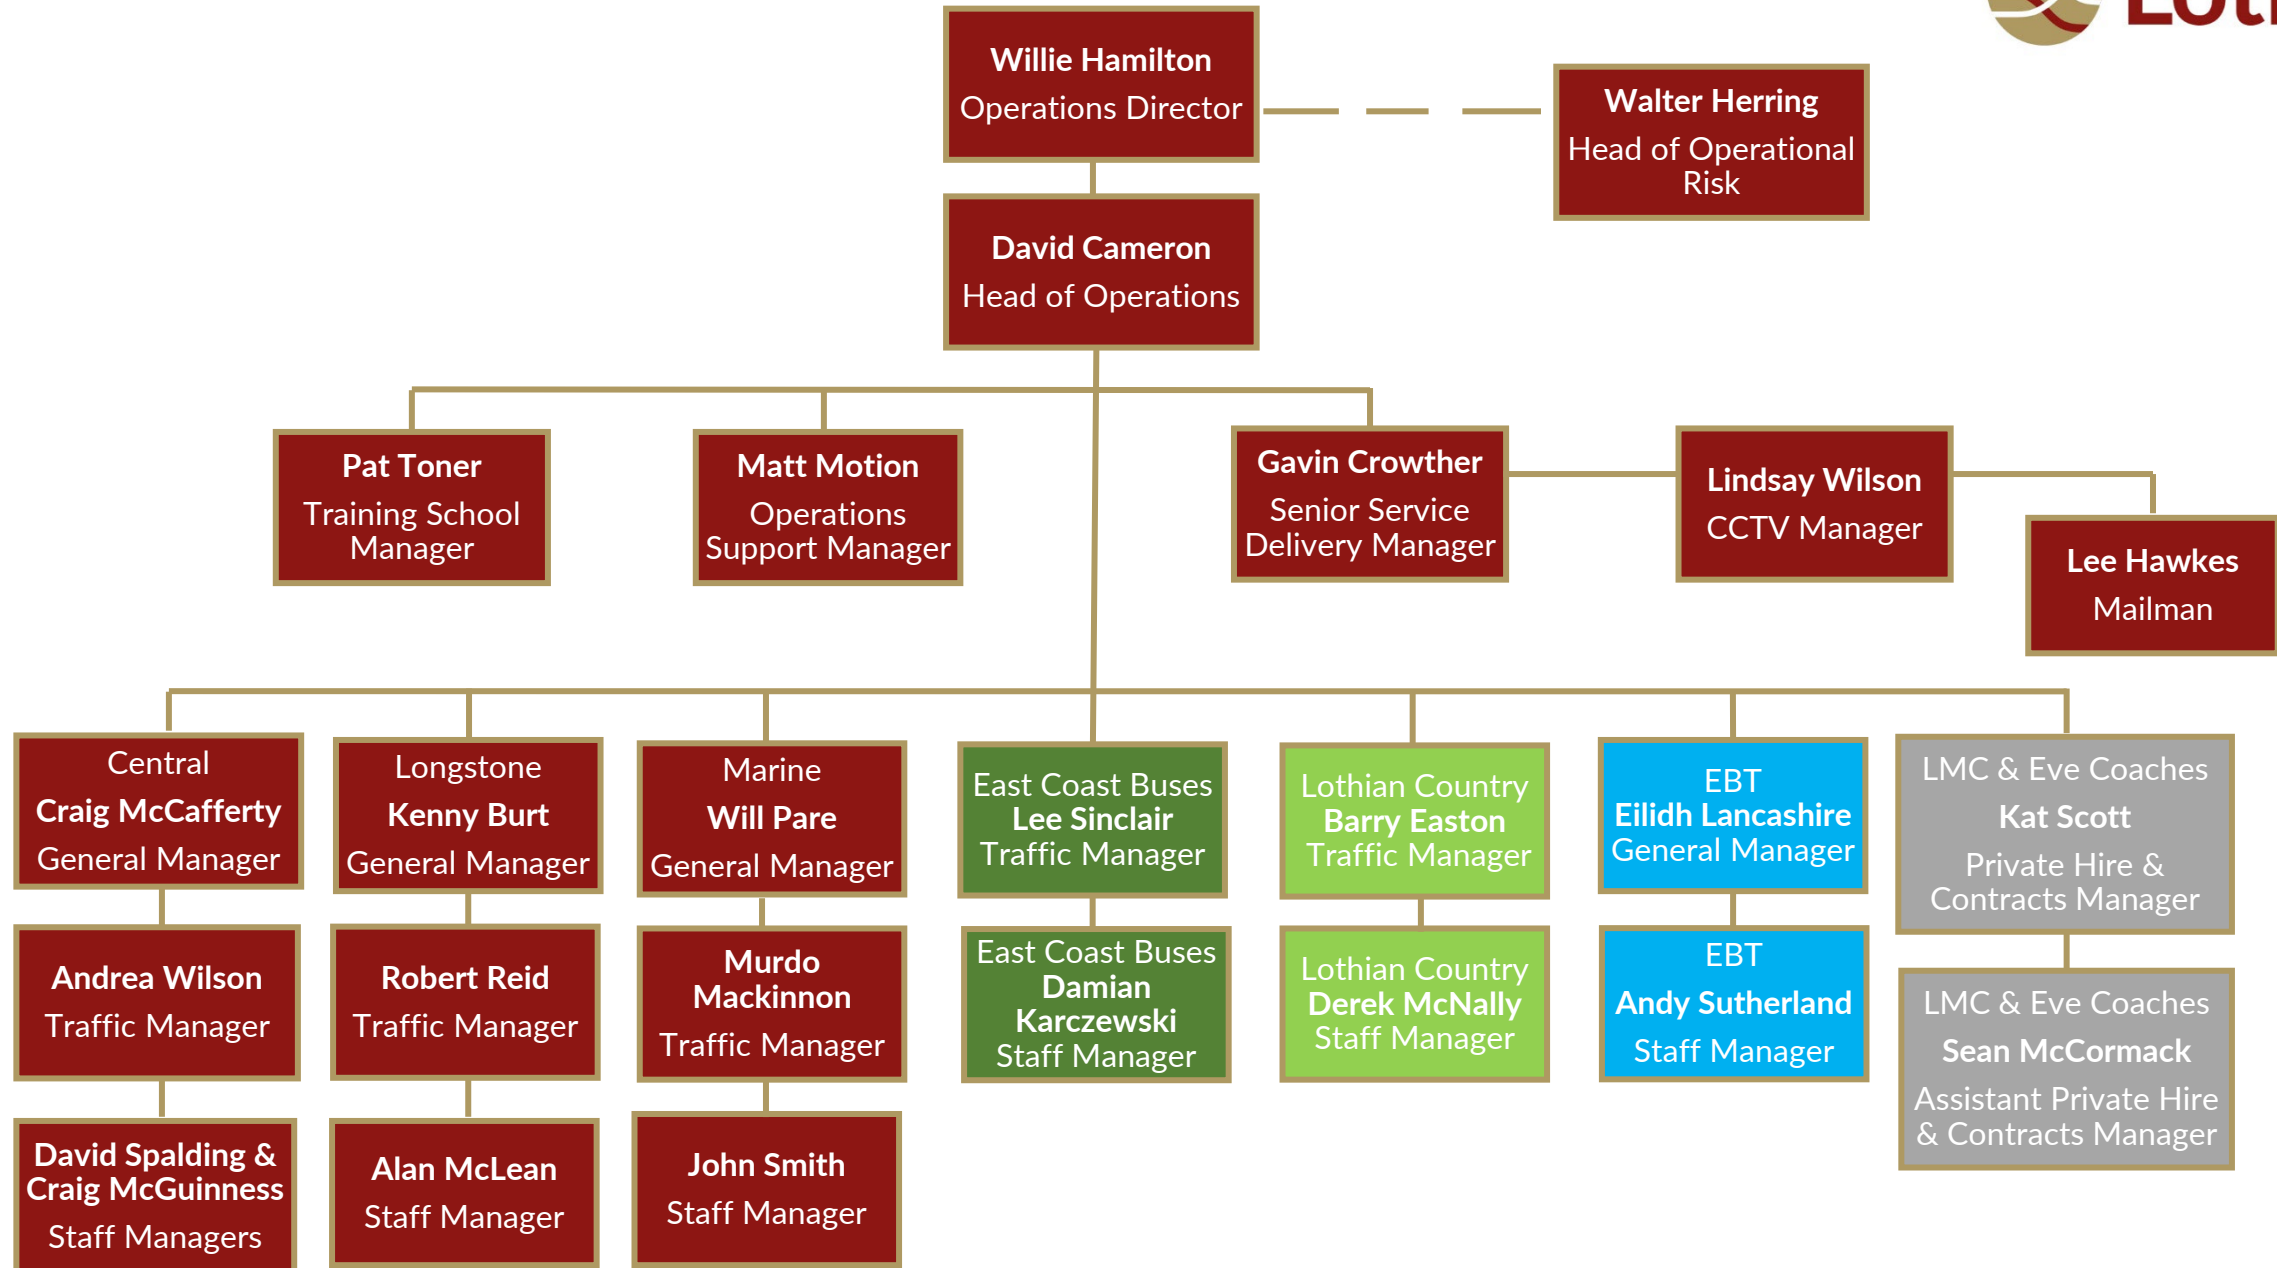 Willie Hamilton
Operations Director
Walter Herring
Head of Operational
Risk
David Cameron
Head of Operations
Pat Toner
Training School
Manager
Matt Motion
Operations
Support Manager
Gavin Crowther
Senior Service
Delivery Manager
Lindsay Wilson
CCTV Manager
Lee Hawkes
Mailman
Central
Craig McCafferty
General Manager
Longstone
Kenny Burt
General Manager
Marine
Will Pare
General Manager
East Coast Buses
Lee Sinclair
Traffic Manager
Lothian Country
Barry Easton
Traffic Manager
EBT
Eilidh Lancashire
General Manager
LMC & Eve Coaches
Kat Scott
Private Hire &
Contracts Manager
Andrea Wilson
Traffic Manager
Robert Reid
Traffic Manager
Murdo
Mackinnon
Traffic Manager
East Coast Buses
Damian
Karczewski
Staff Manager
Lothian Country
Derek McNally
Staff Manager
EBT
Andy Sutherland
Staff Manager
LMC & Eve Coaches
Sean McCormack
Assistant Private Hire
& Contracts Manager
David Spalding &
Craig McGuinness
Staff Managers
Alan McLean
Staff Manager
John Smith
Staff Manager